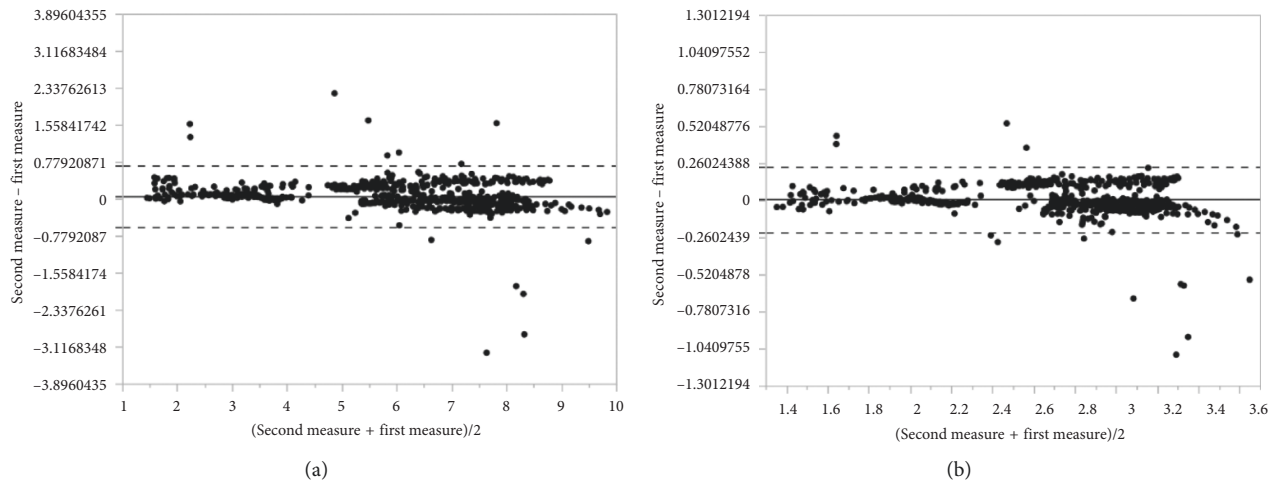 3.89604355
3.11683484
2.33762613
1.55841742
0.77920871
0
–0.7792087
–1.5584174
–2.3376261
–3.1168348
–3.8960435
Second measure – first measure
1 2 3 4 5 6 7 8 9 10
(Second measure + first measure)/2
(a)
1.3012194
1.04097552
0.78073164
0.52048776
0.26024388
0
–0.2602439
–0.5204878
–0.7807316
–1.0409755
–1.3012194
Second measure – first measure
1.4 1.6 1.8 2 2.2 2.4 2.6 2.8 3 3.2 3.4 3.6
(Second measure + first measure)/2
(b)